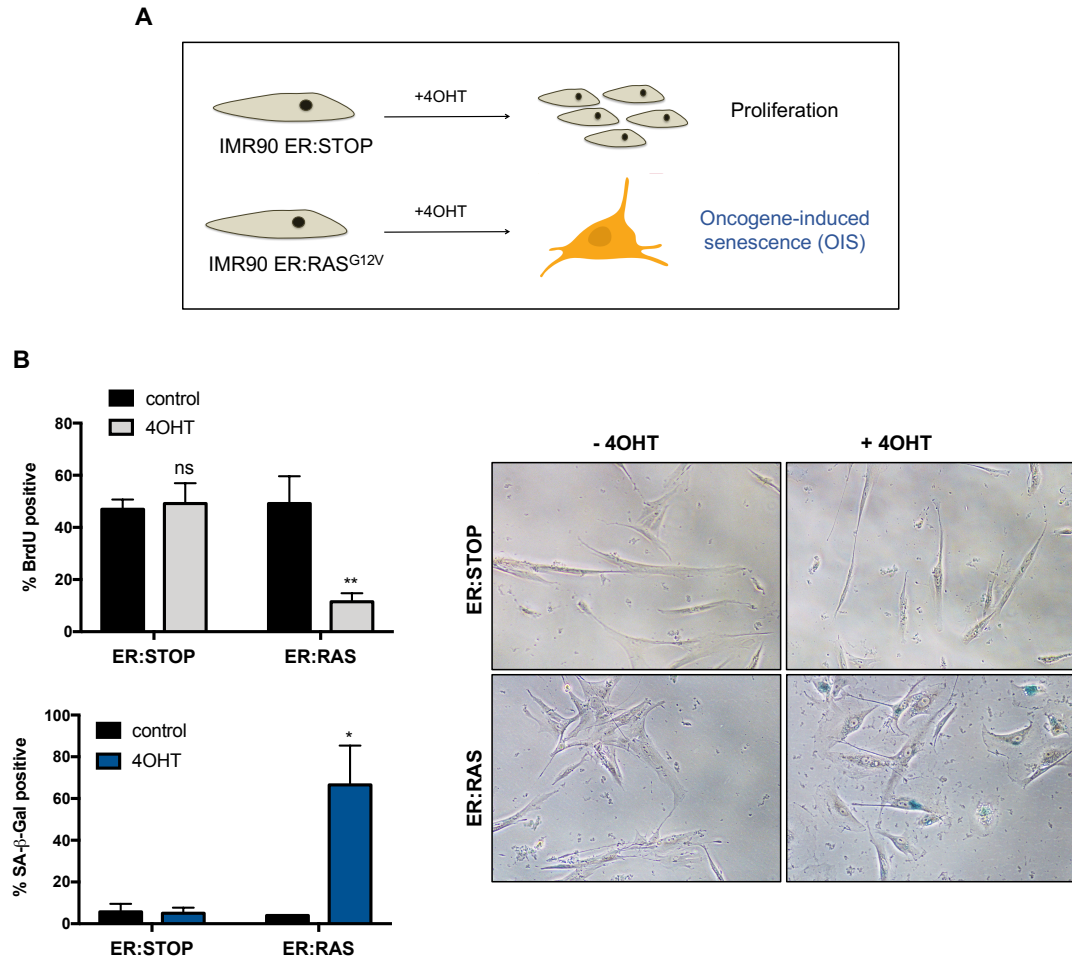 A
+4OHT
IMR90 ER:STOP
Proliferation
+4OHT
IMR90 ER:RASG12V
Oncogene-induced
senescence (OIS)
B
control
4OHT
% BrdU positive
80
60
40
20
0
ns
**
ER:STOP
ER:RAS
control
4OHT
% SA-β-Gal positive
100
80
60
40
20
0
*
ER:STOP
ER:RAS
- 4OHT
+ 4OHT
ER:STOP
ER:RAS